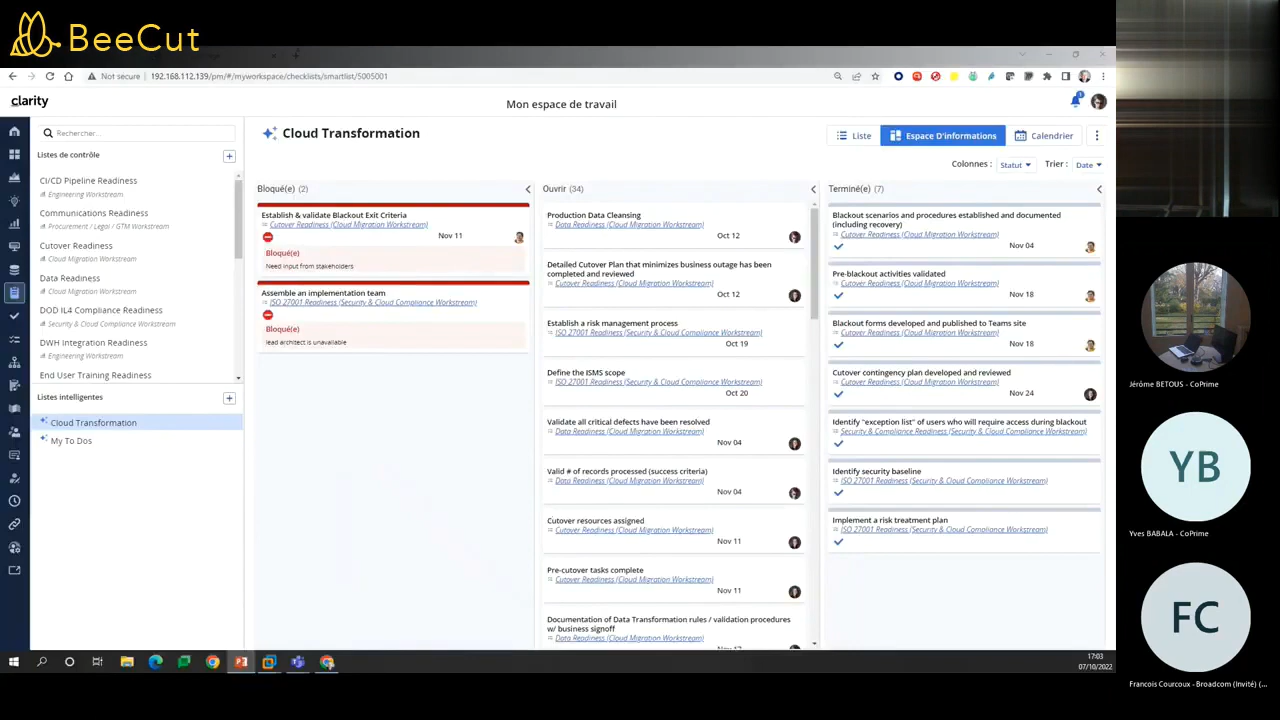 BeeCut
Not secure 192.168.112.139/pm/#/myworkspace/checklists/smartlist/5005001
clarity
Mon espace de travail
1
Rechercher...
Cloud Transformation
Liste
Espace D'informations
Calendrier
Listes de contrôle
Colonnes :
Statut
Trier :
Date
CI/CD Pipeline Readiness
Engineering Workstream
Communications Readiness
Procurement / Legal / GTM Workstream
Cutover Readiness
Cloud Migration Workstream
Data Readiness
Cloud Migration Workstream
DOD IL4 Compliance Readiness
Security & Cloud Compliance Workstream
DWH Integration Readiness
Engineering Workstream
End User Training Readiness
Listes intelligentes
Cloud Transformation
My To Dos
Bloqué(e) (2)
Establish & validate Blackout Exit Criteria
Cutover Readiness (Cloud Migration Workstream)
Nov 11
Bloqué(e)
Need input from stakeholders
Assemble an implementation team
ISO 27001 Readiness (Security & Cloud Compliance Workstream)
Bloqué(e)
lead architect is unavailable
Ouvrir (34)
Production Data Cleansing
Data Readiness (Cloud Migration Workstream)
Oct 12
Detailed Cutover Plan that minimizes business outage has been
completed and reviewed
Cutover Readiness (Cloud Migration Workstream)
Oct 12
Establish a risk management process
ISO 27001 Readiness (Security & Cloud Compliance Workstream)
Oct 19
Define the ISMS scope
ISO 27001 Readiness (Security & Cloud Compliance Workstream)
Oct 20
Validate all critical defects have been resolved
Data Readiness (Cloud Migration Workstream)
Nov 04
Valid # of records processed (success criteria)
Data Readiness (Cloud Migration Workstream)
Nov 04
Cutover resources assigned
Cutover Readiness (Cloud Migration Workstream)
Nov 11
Pre-cutover tasks complete
Cutover Readiness (Cloud Migration Workstream)
Nov 11
Documentation of Data Transformation rules / validation procedures
w/ business signoff
Data Readiness (Cloud Migration Workstream)
Terminé(e) (7)
Blackout scenarios and procedures established and documented
(including recovery)
Cutover Readiness (Cloud Migration Workstream)
Nov 04
Pre-blackout activities validated
Cutover Readiness (Cloud Migration Workstream)
Nov 18
Blackout forms developed and published to Teams site
Cutover Readiness (Cloud Migration Workstream)
Nov 18
Cutover contingency plan developed and reviewed
Cutover Readiness (Cloud Migration Workstream)
Nov 24
Identify "exception list" of users who will require access during blackout
Security & Compliance Readiness (Security & Cloud Compliance Workstream)
Identify security baseline
ISO 27001 Readiness (Security & Cloud Compliance Workstream)
Implement a risk treatment plan
ISO 27001 Readiness (Security & Cloud Compliance Workstream)
17:03
07/10/2022
Jérôme BETOUS - CoPrime
YB
Yves BABALA - CoPrime
FC
Francois Courcoux - Broadcom (Invité) (...